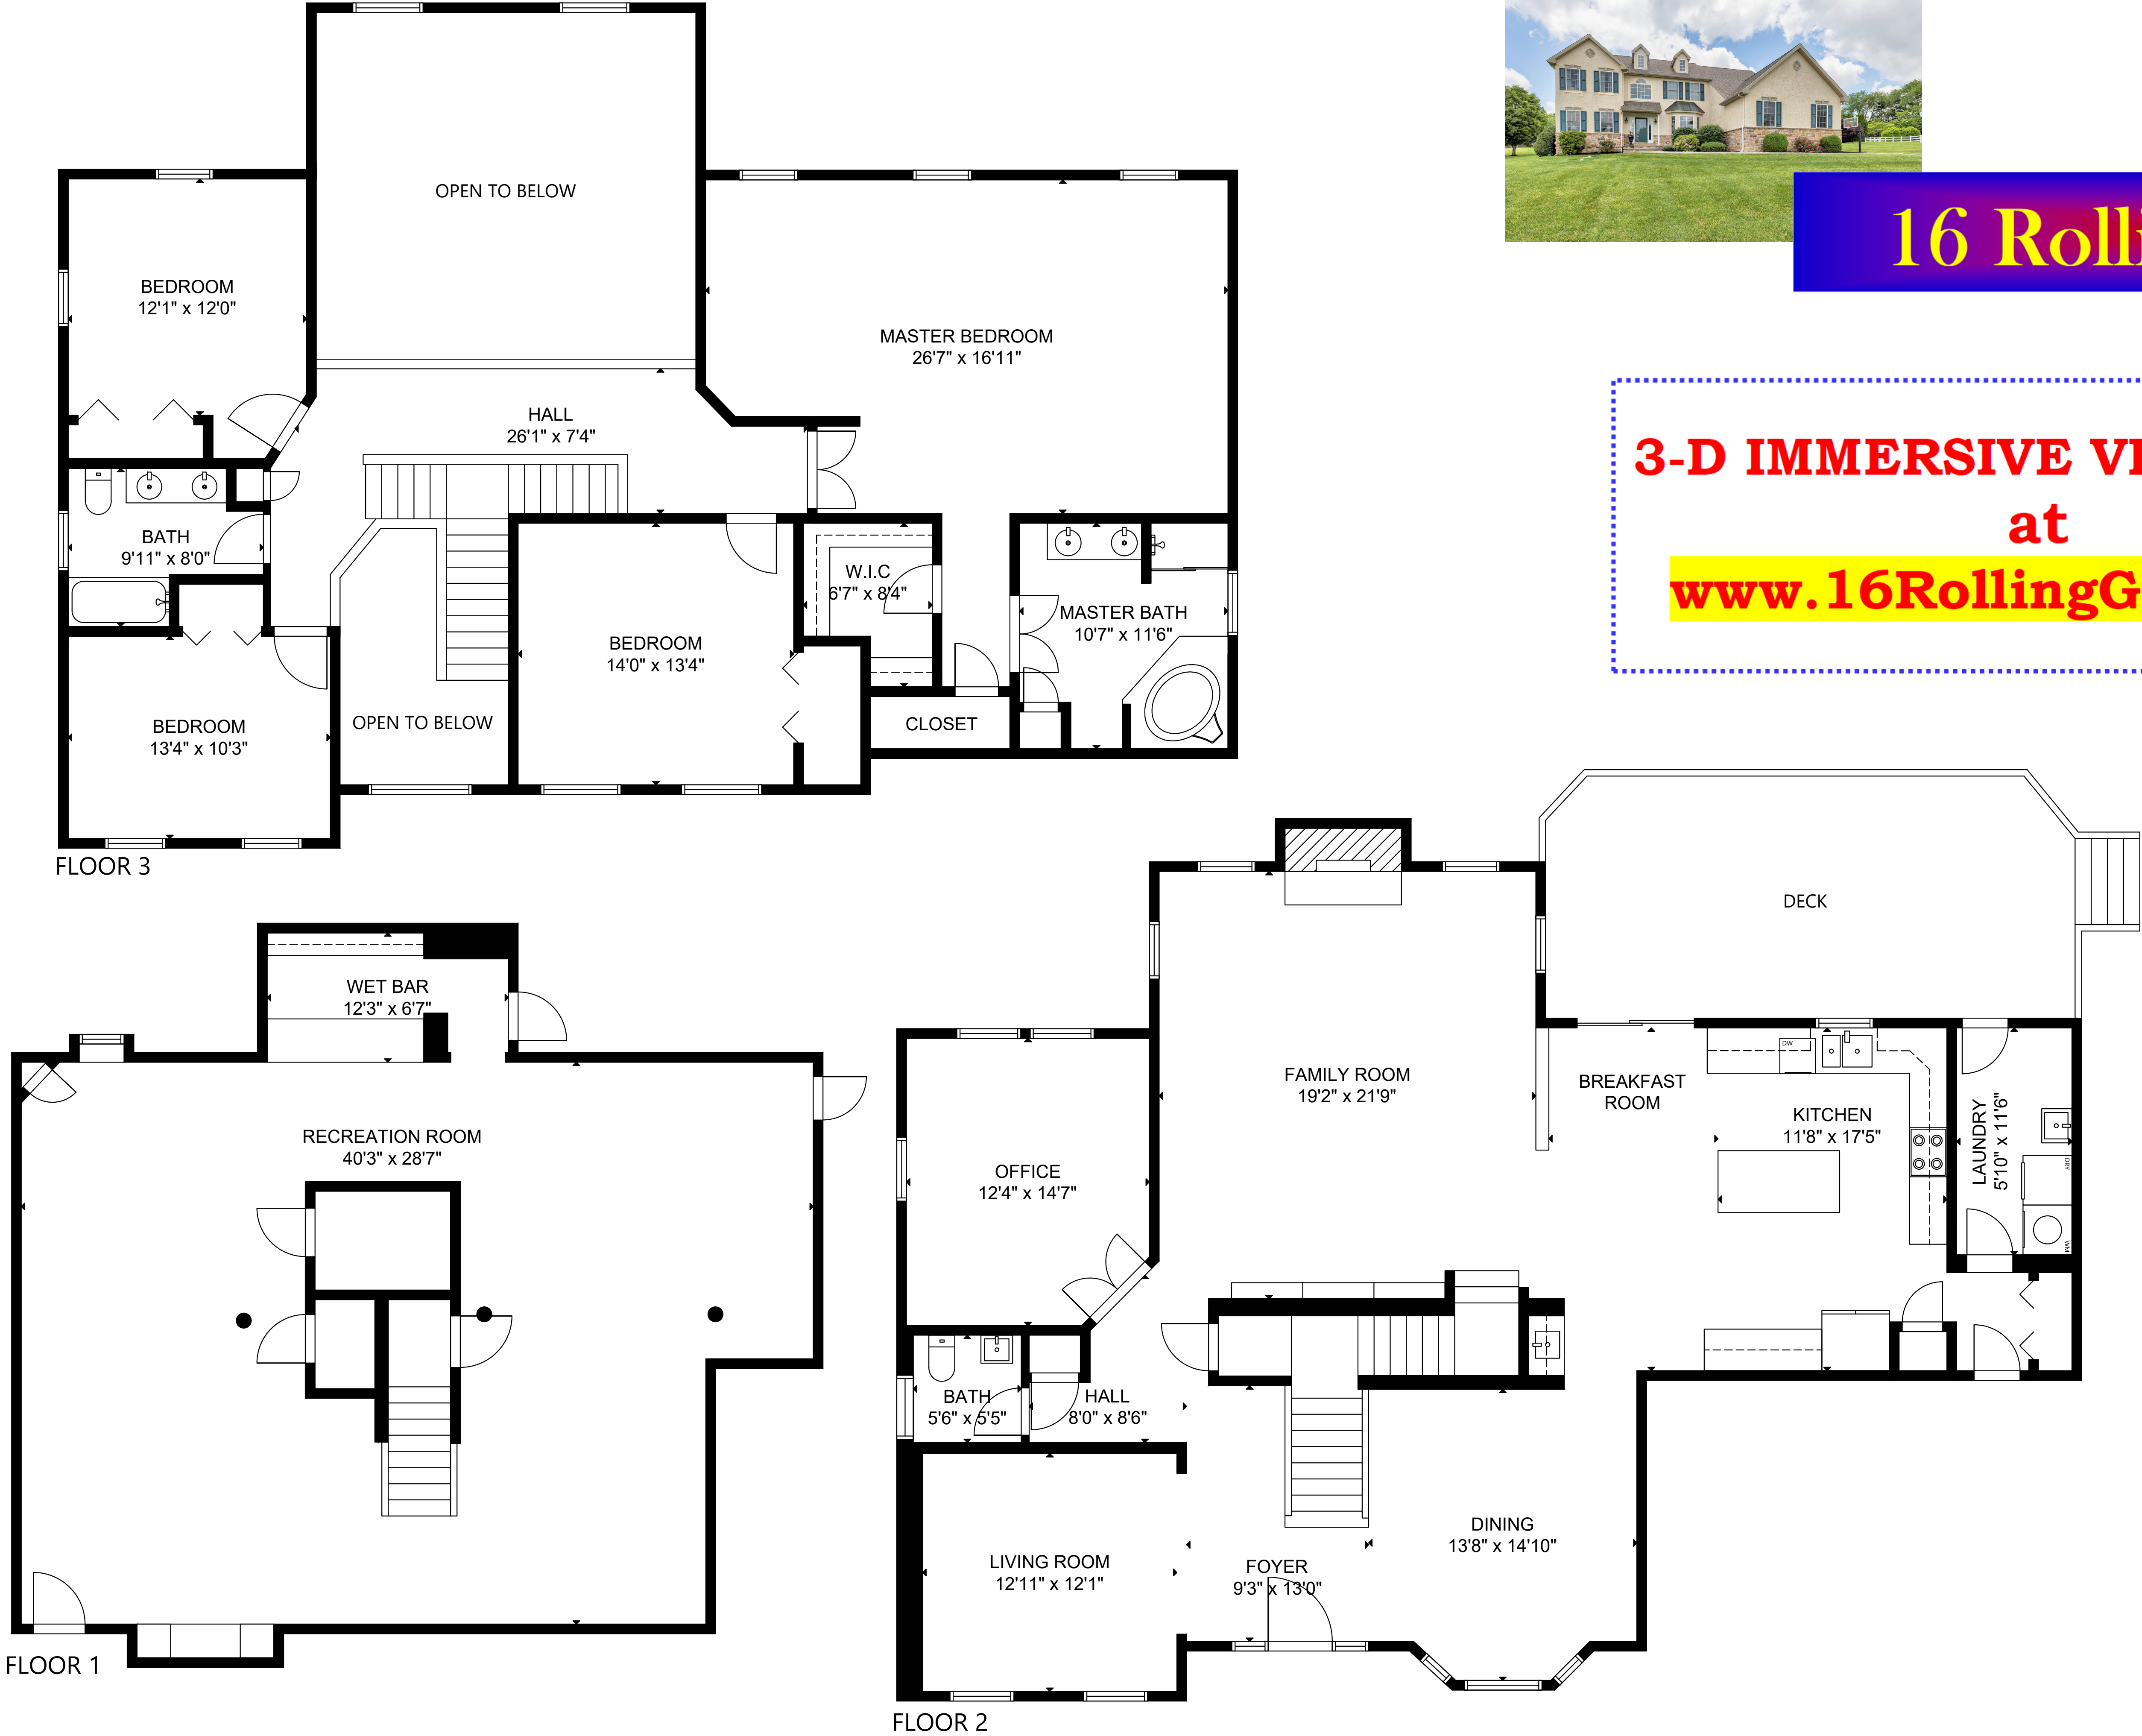 OPEN TO BELOW
BEDROOM
12'1" x 12'0"
MASTER BEDROOM
26'7" x 16'11"
HALL
26'1" x 7'4"
BATH
9'11" x 8'0"
W.I.C
6'7" x 8'4"
MASTER BATH
10'7" x 11'6"
BEDROOM
14'0" x 13'4"
BEDROOM
13'4" x 10'3"
OPEN TO BELOW
CLOSET
FLOOR 3
16 Rolli
3-D IMMERSIVE VI
at
www.16RollingG
WET BAR
12'3" x 6'7"
RECREATION ROOM
40'3" x 28'7"
FLOOR 1
DECK
FAMILY ROOM
19'2" x 21'9"
BREAKFAST
ROOM
DW
KITCHEN
11'8" x 17'5"
LAUNDRY
5'10" x 11'6"
DRY
WM
OFFICE
12'4" x 14'7"
BATH
5'6" x 5'5"
HALL
8'0" x 8'6"
LIVING ROOM
12'11" x 12'1"
FOYER
9'3" x 13'0"
DINING
13'8" x 14'10"
FLOOR 2